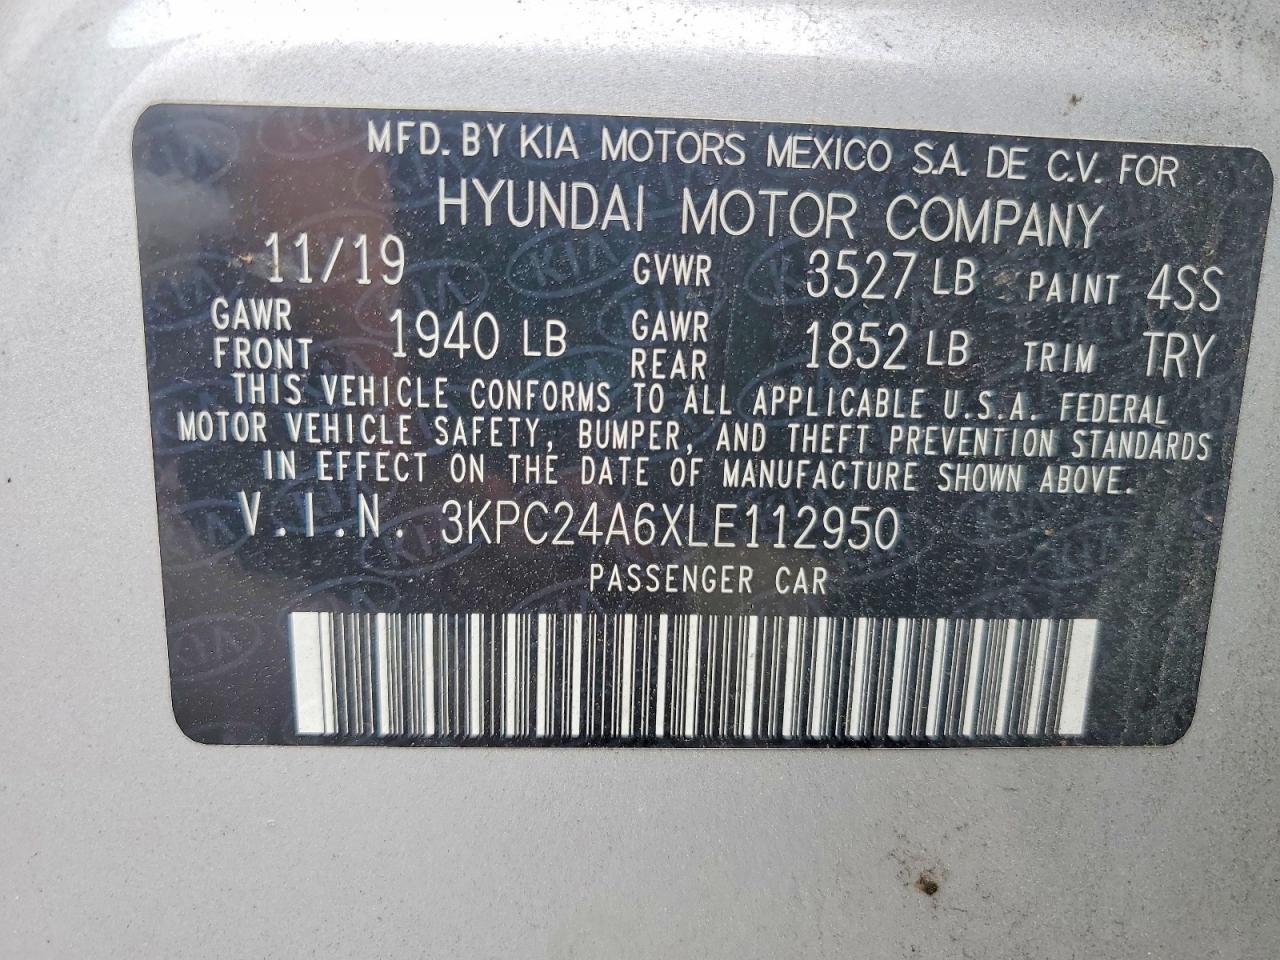 MFD. BY KIA MOTORS MEXICO S.A. DE C.V. FOR
HYUNDAI MOTOR COMPANY
11/19 GVWR 3527 LB PAINT 4SS
GAWR FRONT 1940 LB GAWR REAR 1852 LB TRIM TRY
THIS VEHICLE CONFORMS TO ALL APPLICABLE U.S.A. FEDERAL
MOTOR VEHICLE SAFETY, BUMPER, AND THEFT PREVENTION STANDARDS
IN EFFECT ON THE DATE OF MANUFACTURE SHOWN ABOVE.
V.I.N. 3KPC24A6XLE112950
PASSENGER CAR